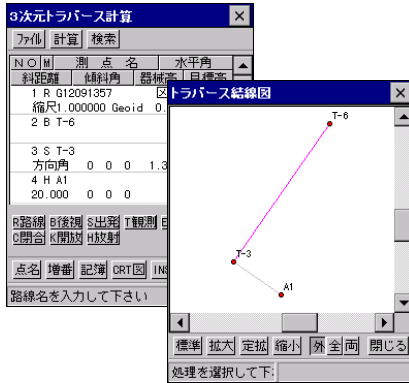 3次元トラバース計算
ファイル 計算 検索
NO M 測点名 水平角
斜距離 傾斜角 器械高 目標高
1 R G12091357
縮尺1.000000 Geoid 0.
2 B T-6
3 S T-3
方向角 0 0 0 1.3
4 H A1
20.000 0 0 0
R路線 B後視 S出発 T観測 E
C閉合 K開放 H放射
点名 増番 記簿 CRT図 INS
路線名を入力して下さい
トラバース結線図
T-6
T-3
A1
標準 拡大 定拡 縮小 外 全 両 閉じる
処理を選択して下: